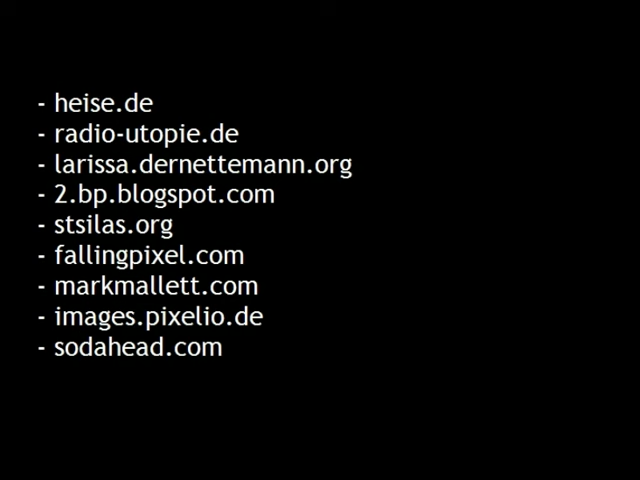 - heise.de
- radio-utopie.de
- larissa.dernettemann.org
- 2.bp.blogspot.com
- stsilas.org
- fallingpixel.com
- markmallett.com
- images.pixelio.de
- sodahead.com